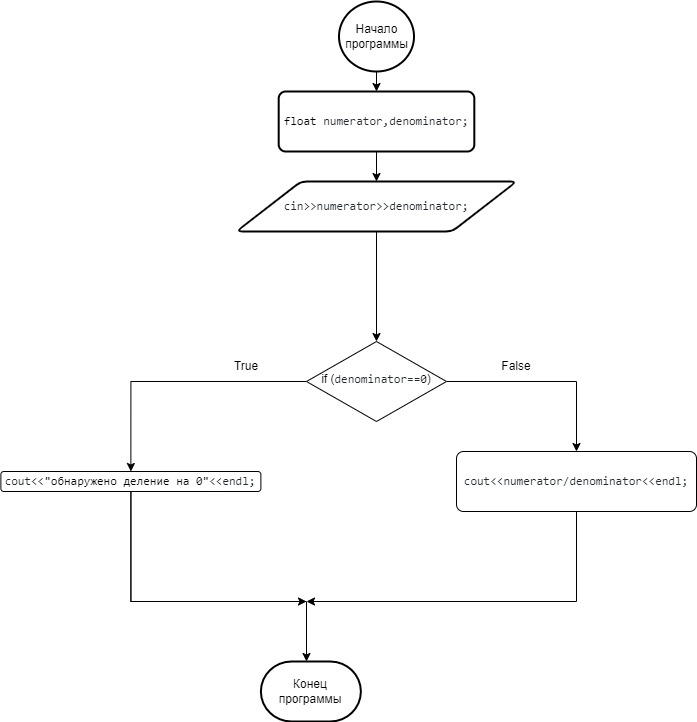 Начало
программы
float numerator,denominator;
cin>>numerator>>denominator;
True
False
if (denominator==0)
cout<<"обнаружено деление на 0"<<endl;
cout<<numerator/denominator<<endl;
Конец
программы